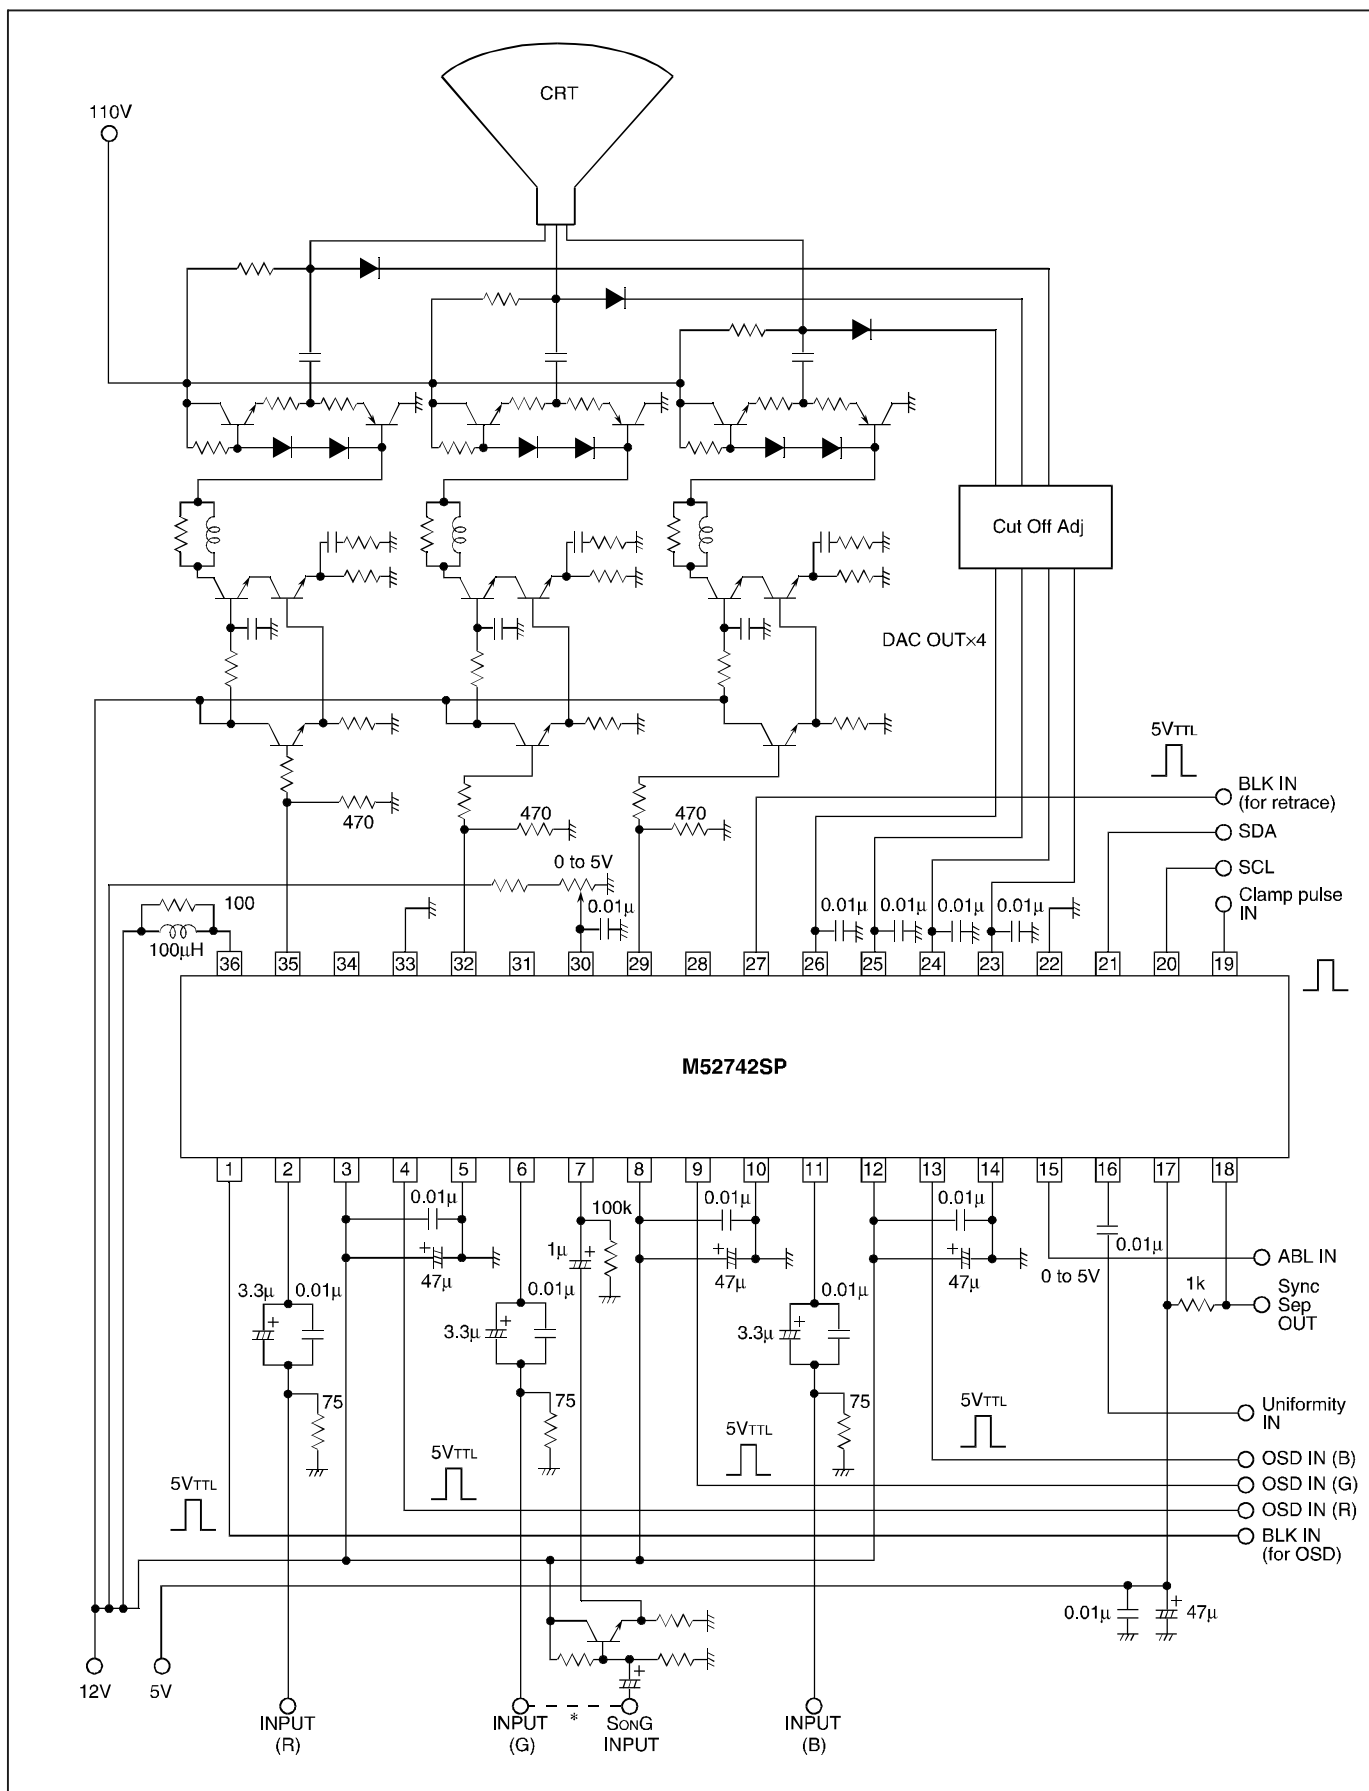 CRT
110V
Cut Off Adj
DAC OUT×4
5VTTL
BLK IN
(for retrace)
470
470
470
SDA
0 to 5V
SCL
100
0.01μ
0.01μ
0.01μ
0.01μ
0.01μ
Clamp pulse
IN
100μH
36 35 34 33 32 31 30 29 28 27 26 25 24 23 22 21 20 19
M52742SP
1 2 3 4 5 6 7 8 9 10 11 12 13 14 15 16 17 18
0.01μ
100k
0.01μ
0.01μ
1μ
+
+
+
+
0.01μ
ABL IN
47μ
47μ
47μ
0 to 5V
3.3μ
0.01μ
0.01μ
0.01μ
1k
Sync
Sep
OUT
+
3.3μ
+
3.3μ
+
75
75
75
Uniformity
IN
5VTTL
5VTTL
5VTTL
OSD IN (B)
5VTTL
OSD IN (G)
OSD IN (R)
BLK IN
(for OSD)
0.01μ
+
47μ
+
12V
5V
INPUT
(R)
INPUT
(G)
*
SONG
INPUT
INPUT
(B)